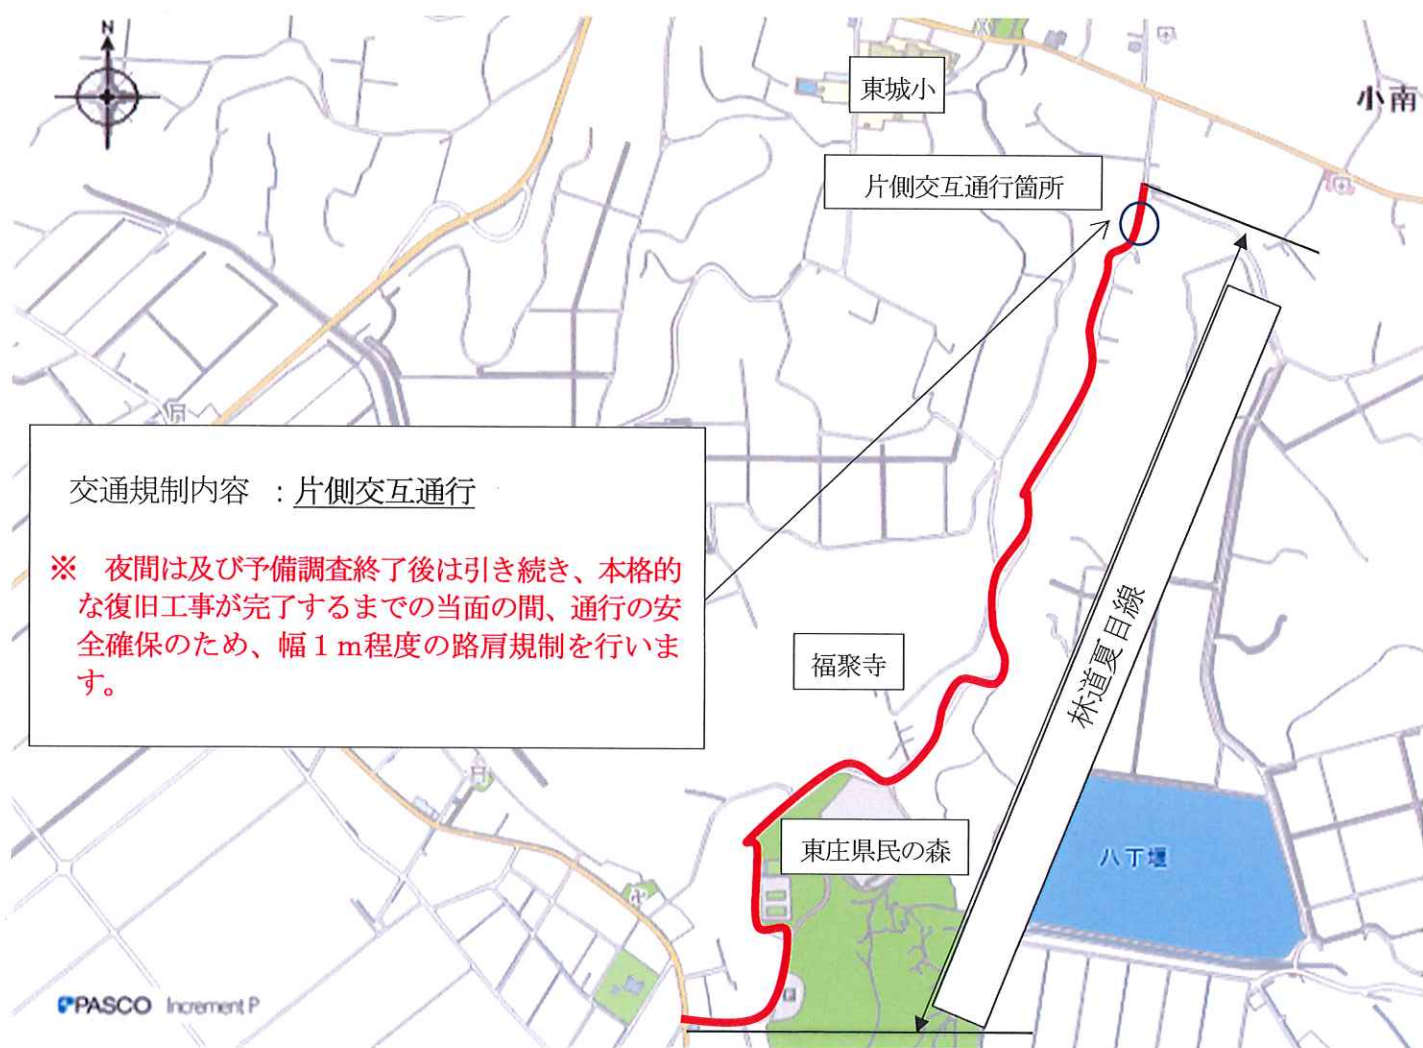 N
東城小
小南
片側交互通行箇所
交通規制内容 : 片側交互通行
※ 夜間は及び予備調査終了後は引き続き、本格的
な復旧工事が完了するまでの当面の間、通行の安
全確保のため、幅1m程度の路肩規制を行いま
す。
福聚寺
林道夏目線
東庄県民の森
八丁堰
PASCO Increment P